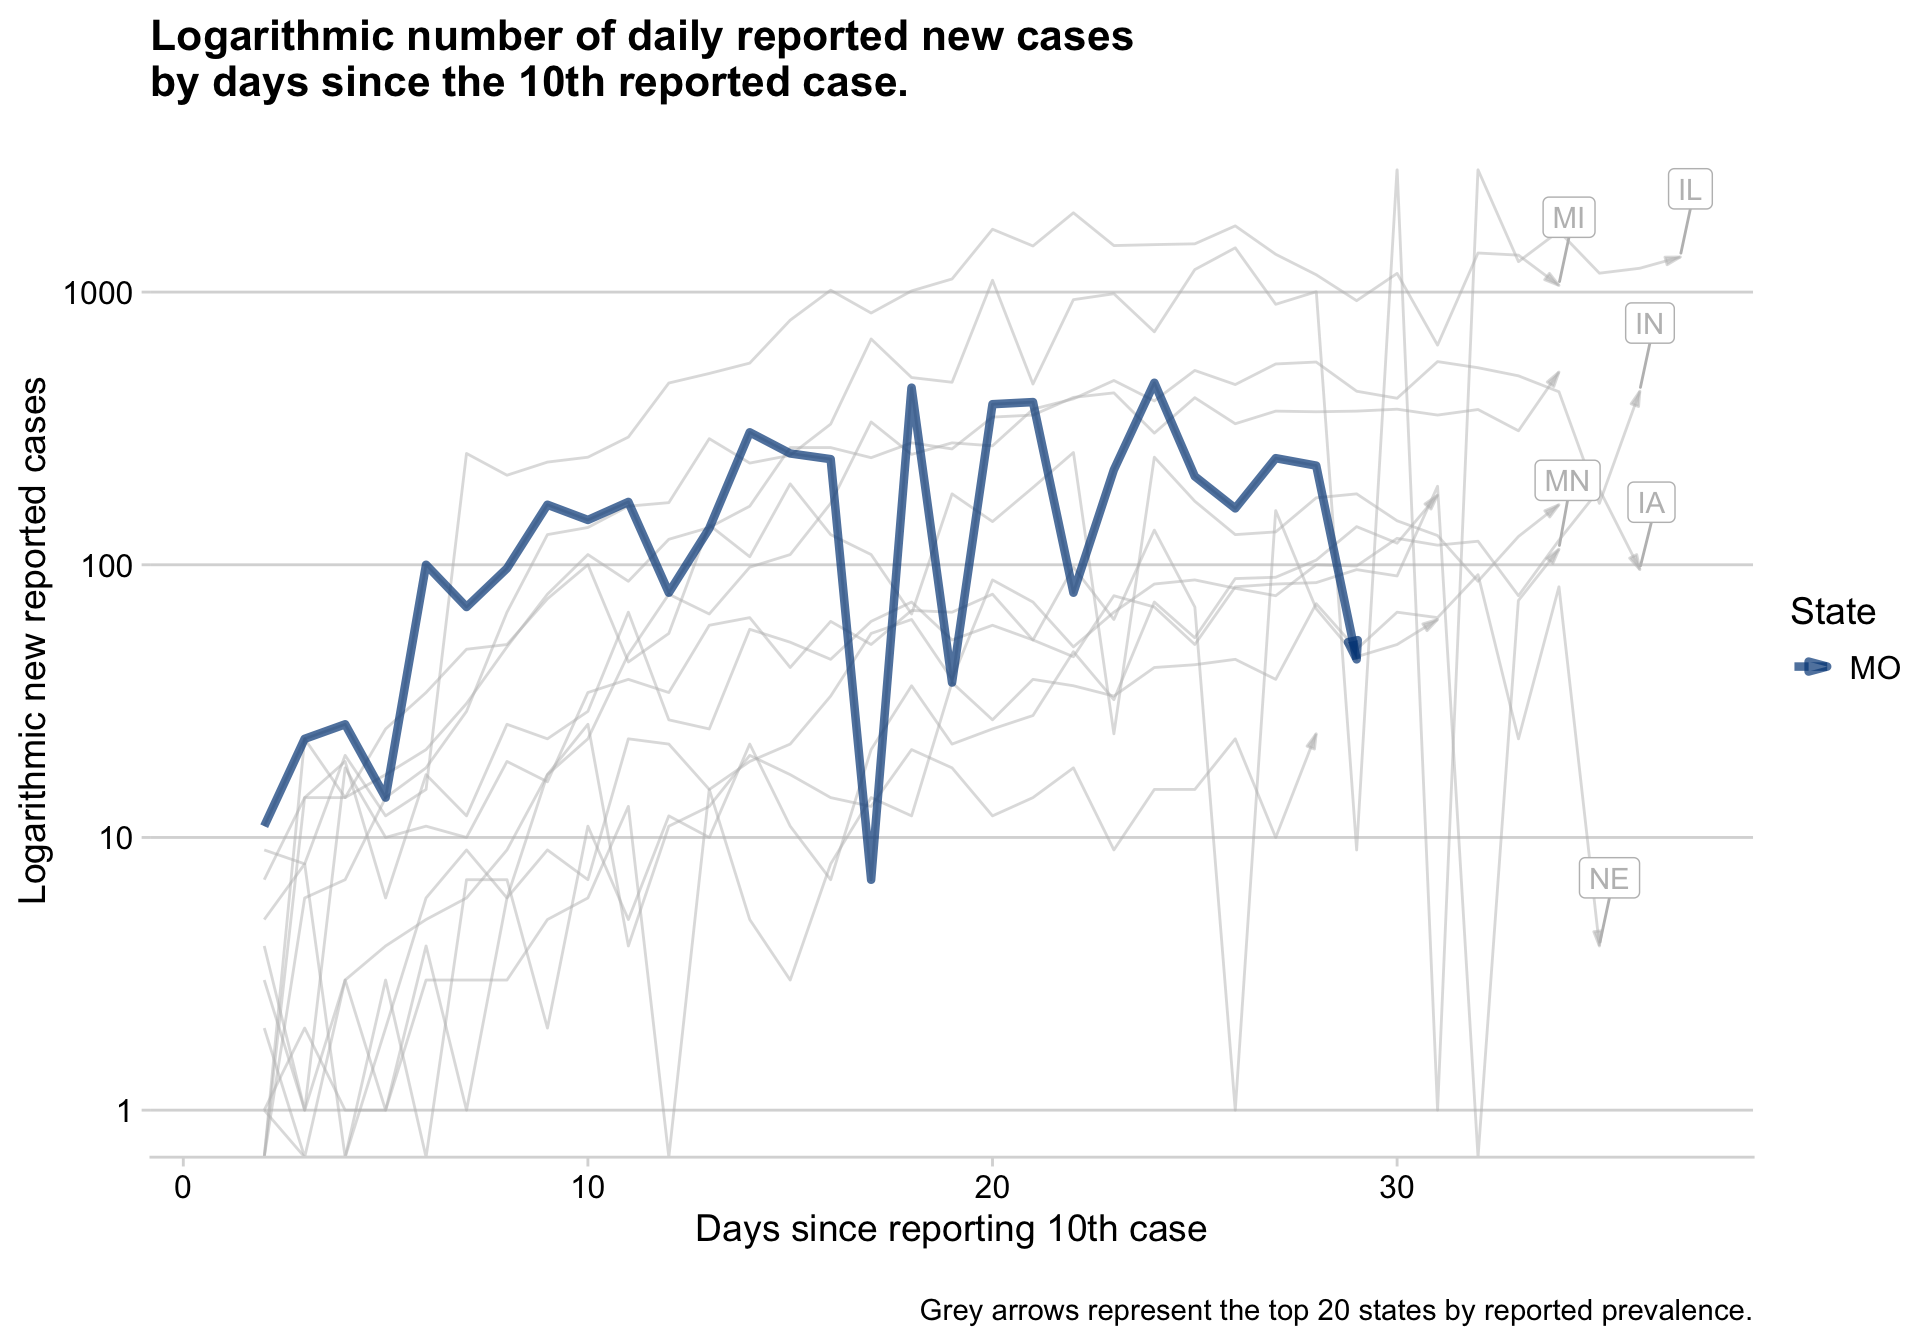 Logarithmic number of daily reported new cases
by days since the 10th reported case.
Logarithmic new reported cases
1000
100
10
1
IL
MI
IN
MN
IA
NE
State
MO
0
10
20
30
Days since reporting 10th case
Grey arrows represent the top 20 states by reported prevalence.